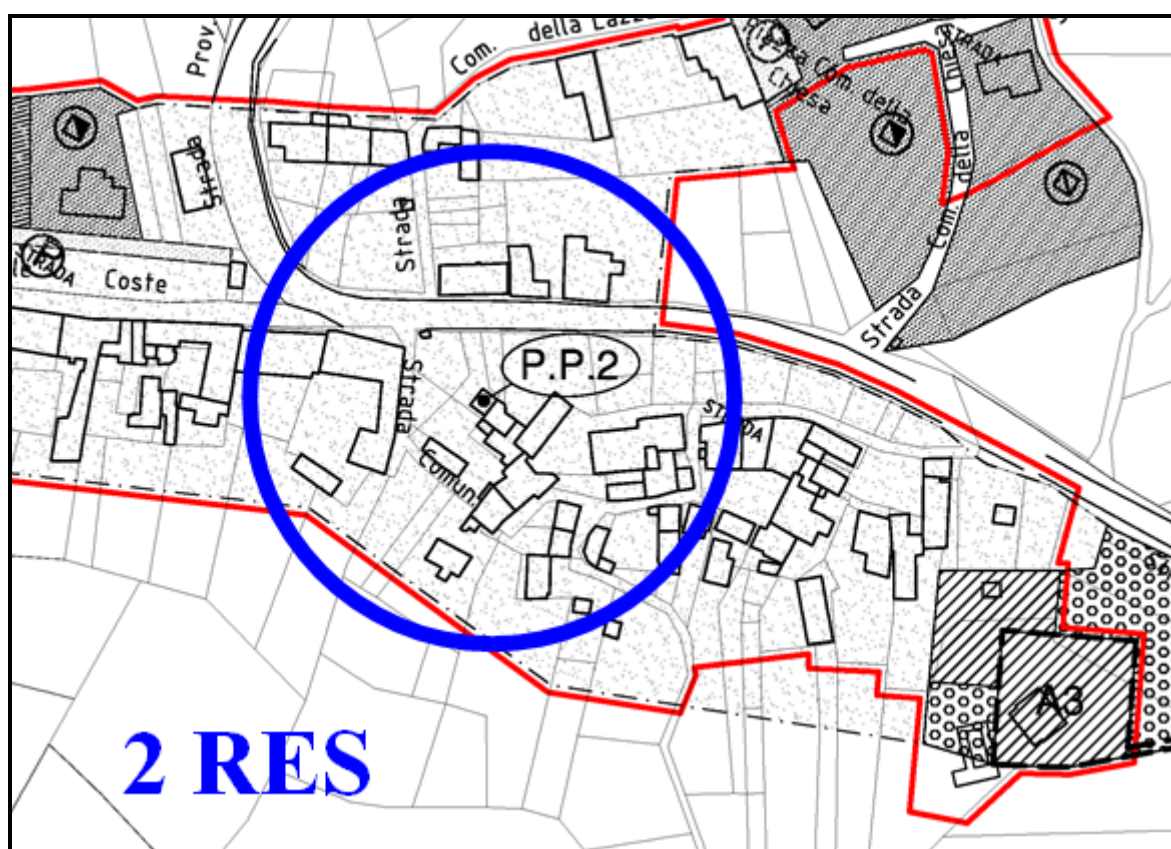 Prov.
Com. della Lazz
Piazza Com. della
Chiesa
STRADA
Chiesa
Com. della
Strada
Strada
Strada
STRADA
Coste
P.P.2
Strada
STRADA
Comun
A3
2 RES